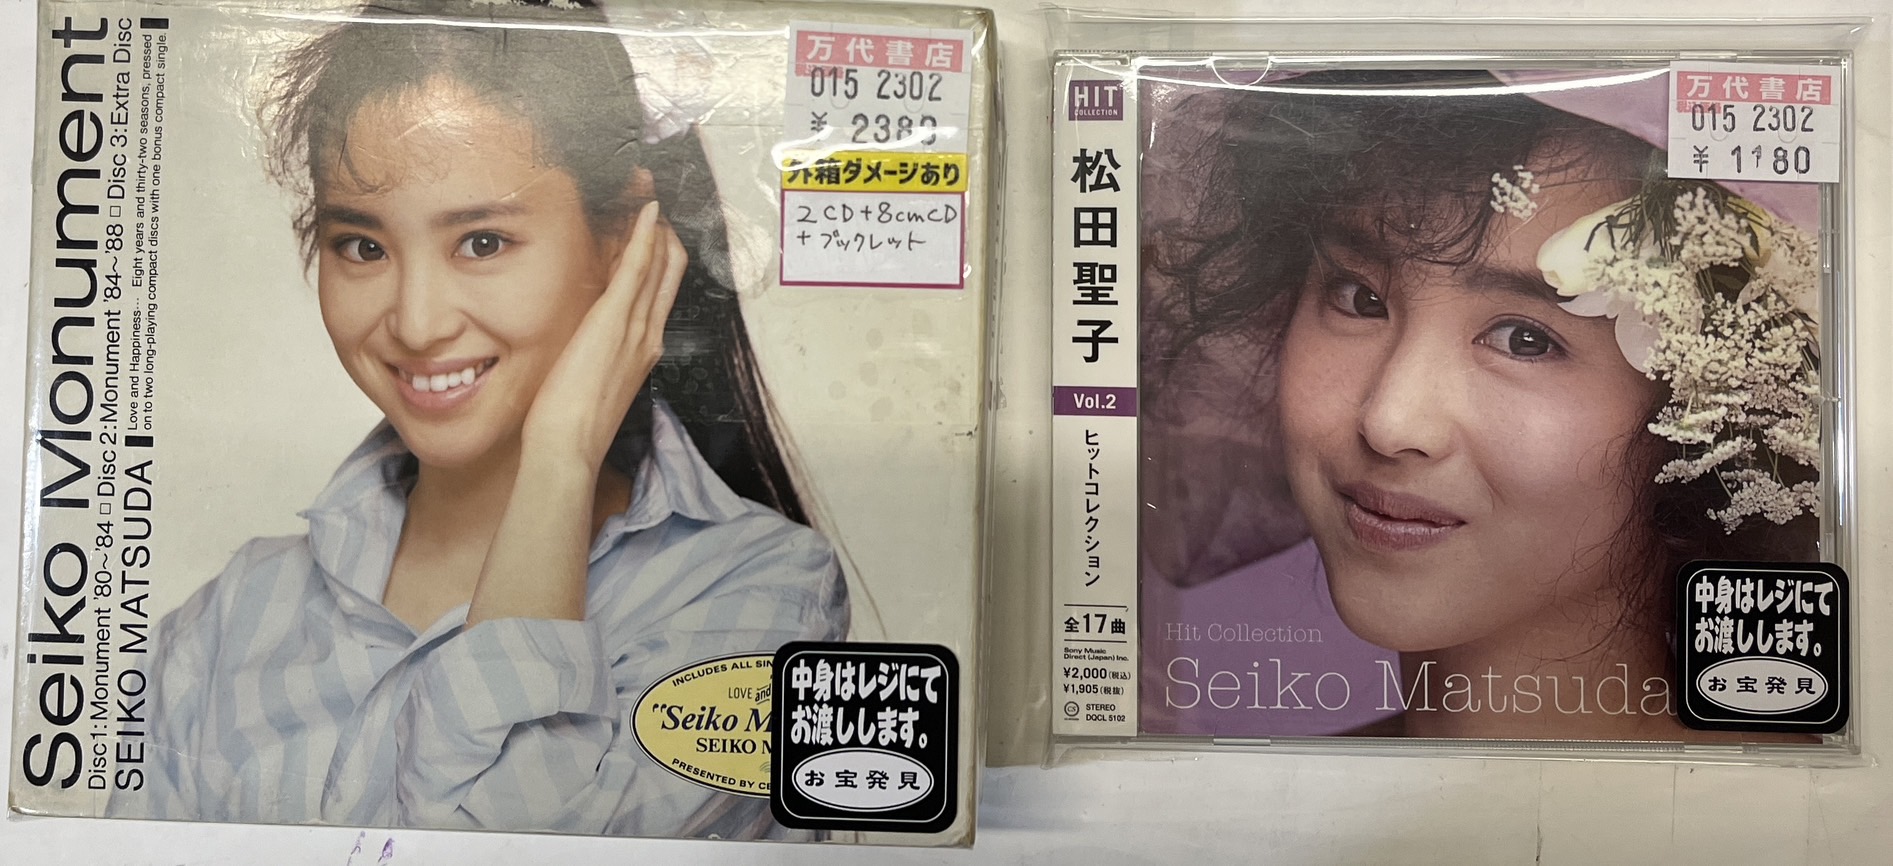 Seiko Monument
Disc1:Monument '80~'84 □ Disc 2:Monument '84~'88 □ Disc 3:Extra Disc
SEIKO MATSUDA
Love and Happiness… Eight years and thirty-two seasons, pressed
on to two long-playing compact discs with one bonus compact single.
万代書店
015 2302
¥ 2380
外箱ダメージあり
2CD+8cmCD
+ブックレット
INCLUDES ALL SIN
LOVE and
"Seiko M
SEIKO M
PRESENTED BY CB
中身はレジにて
お渡しします。
お宝発見
HIT
COLLECTION
松田聖子
Vol.2
ヒットコレクション
全17曲
Sony Music
Direct (Japan) Inc.
¥2,000(税込)
¥1,905(税抜)
STEREO
DQCL 5102
万代書店
015 2302
¥ 1180
Hit Collection
Seiko Matsuda
中身はレジにて
お渡しします。
お宝発見